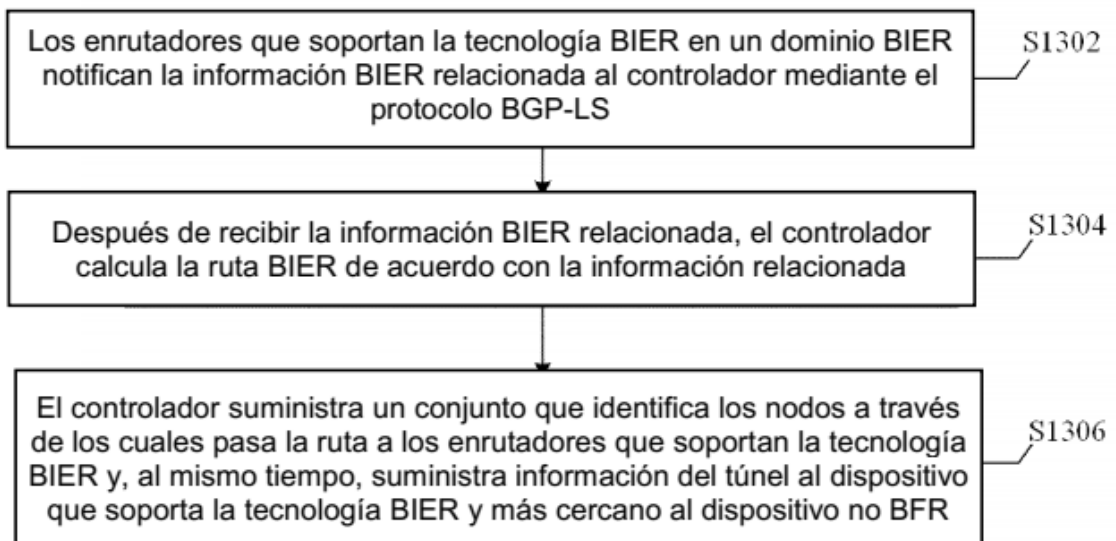 Los enrutadores que soportan la tecnología BIER en un dominio BIER
notifican la información BIER relacionada al controlador mediante el
protocolo BGP-LS
S1302
Después de recibir la información BIER relacionada, el controlador
calcula la ruta BIER de acuerdo con la información relacionada
S1304
El controlador suministra un conjunto que identifica los nodos a través
de los cuales pasa la ruta a los enrutadores que soportan la tecnología
BIER y, al mismo tiempo, suministra información del túnel al dispositivo
que soporta la tecnología BIER y más cercano al dispositivo no BFR
S1306